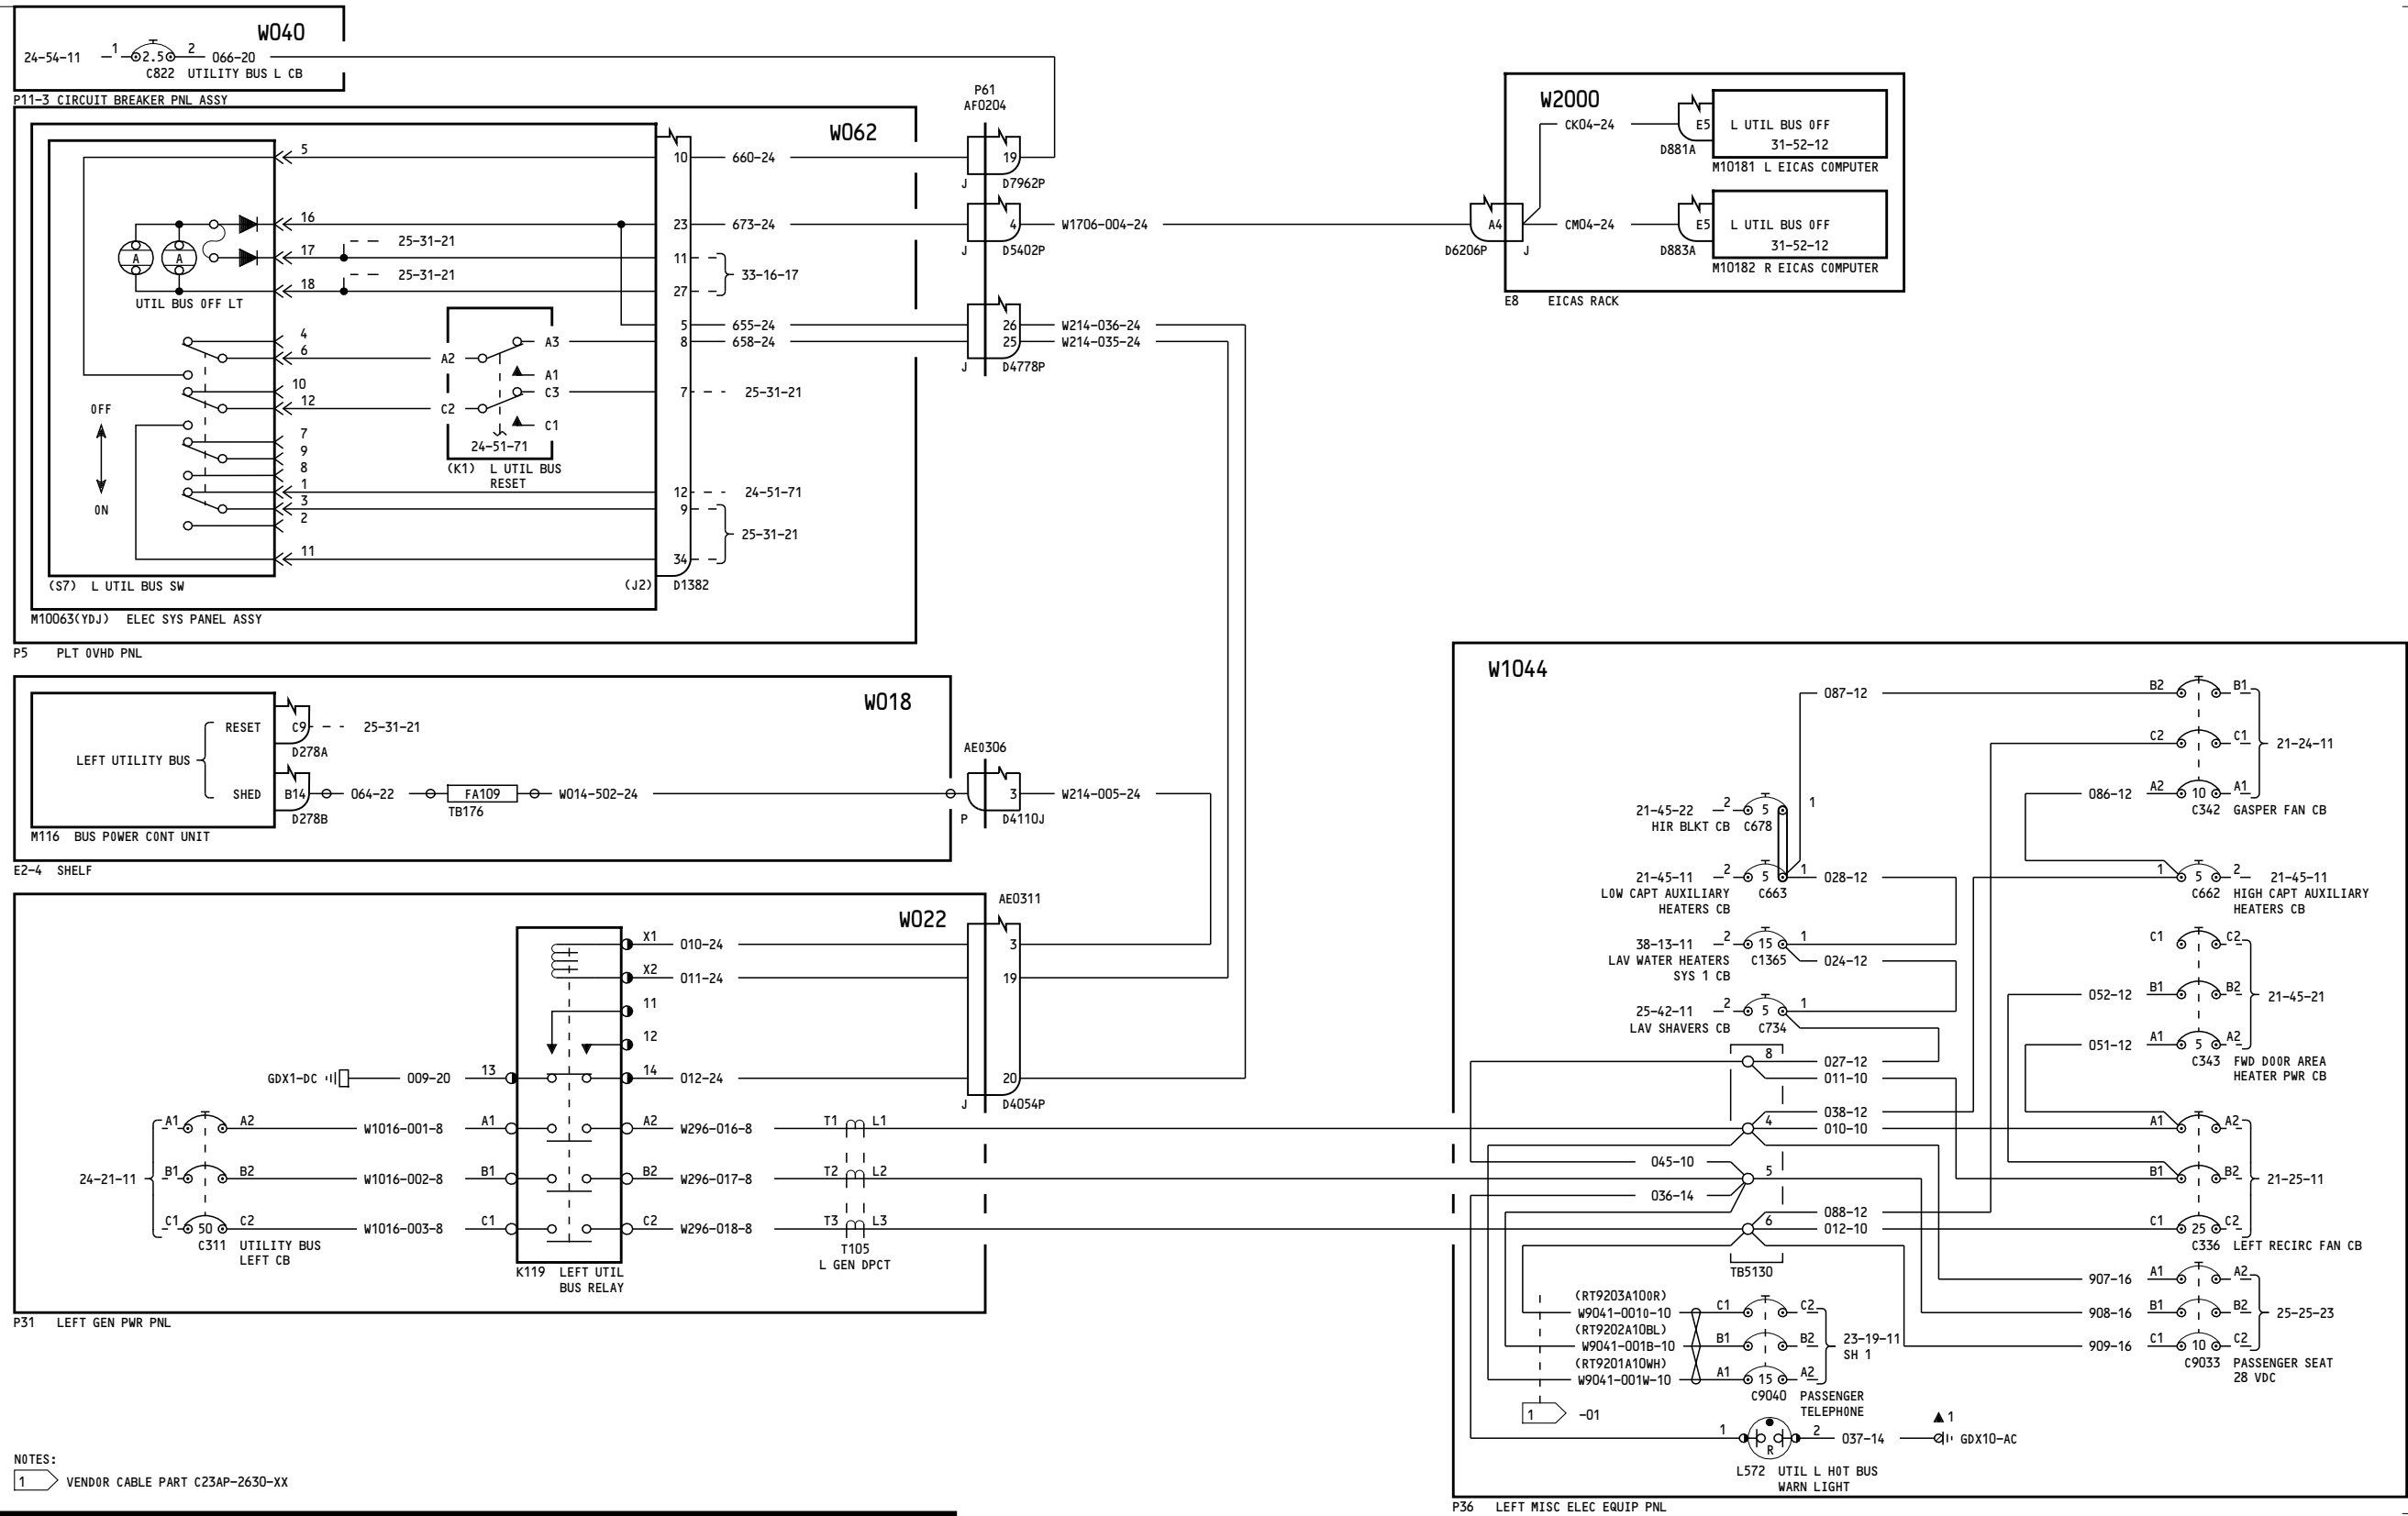 W040
24-54-11 1 2.5 2 066-20
C822 UTILITY BUS L CB
P11-3 CIRCUIT BREAKER PNL ASSY
W062
5 10 660-24
16 23 673-24
A A
17 25-31-21 11
18 25-31-21 27
33-16-17
UTIL BUS OFF LT
5 655-24
4 A3 8 658-24
6 A2
A1
10 C3 7 25-31-21
OFF
12 C2
C1
7
24-51-71
9
(K1) L UTIL BUS
RESET
8
1 12 24-51-71
ON
3 9
2
25-31-21
11 34
(S7) L UTIL BUS SW
(J2) D1382
M10063(YDJ) ELEC SYS PANEL ASSY
P5 PLT OVHD PNL
P61
AF0204
19
J D7962P
4 W1706-004-24
J D5402P
26 W214-036-24
25 W214-035-24
J D4778P
W2000
CK04-24 E5 L UTIL BUS OFF
31-52-12
D881A
M10181 L EICAS COMPUTER
A4 CM04-24 E5 L UTIL BUS OFF
31-52-12
D6206P J D883A
M10182 R EICAS COMPUTER
E8 EICAS RACK
W018
RESET C9 25-31-21
D278A
LEFT UTILITY BUS
SHED B14 064-22 FA109 W014-502-24
D278B
TB176
M116 BUS POWER CONT UNIT
E2-4 SHELF
AE0306
3 W214-005-24
P D4110J
W022
AE0311
X1 010-24 3
X2 011-24 19
11
12
GDX1-DC 009-20 13 14 012-24 20
J D4054P
A1 A2 W1016-001-8 A1 A2 W296-016-8 T1 L1
24-21-11 B1 B2 W1016-002-8 B1 B2 W296-017-8 T2 L2
C1 50 C2 W1016-003-8 C1 C2 W296-018-8 T3 L3
C311 UTILITY BUS
LEFT CB
T105
L GEN DPCT
K119 LEFT UTIL
BUS RELAY
P31 LEFT GEN PWR PNL
W1044
087-12 B2 B1
C2 C1 21-24-11
086-12 A2 10 A1
C342 GASPER FAN CB
21-45-22 2 5 1
HIR BLKT CB C678
21-45-11 2 5 1 028-12
LOW CAPT AUXILIARY C663
HEATERS CB
1 5 2 21-45-11
C662 HIGH CAPT AUXILIARY
HEATERS CB
38-13-11 2 15 1
LAV WATER HEATERS C1365 024-12
SYS 1 CB
C1 C2
052-12 B1 B2 21-45-21
25-42-11 2 5 1
LAV SHAVERS CB C734
051-12 A1 5 A2
C343 FWD DOOR AREA
HEATER PWR CB
8 027-12
011-10
038-12
4 010-10 A1 A2
045-10
5 B1 B2 21-25-11
036-14
088-12
6 012-10 C1 25 C2
C336 LEFT RECIRC FAN CB
TB5130
907-16 A1 A2
908-16 B1 B2 25-25-23
909-16 C1 10 C2
C9033 PASSENGER SEAT
28 VDC
(RT9203A100R)
W9041-0010-10 C1 C2
(RT9202A10BL)
W9041-001B-10 B1 B2 23-19-11
SH 1
(RT9201A10WH)
W9041-001W-10 A1 15 A2
C9040 PASSENGER
TELEPHONE
1 -01
1 R 2 037-14 1 GDX10-AC
L572 UTIL L HOT BUS
WARN LIGHT
P36 LEFT MISC ELEC EQUIP PNL
NOTES:
1 VENDOR CABLE PART C23AP-2630-XX